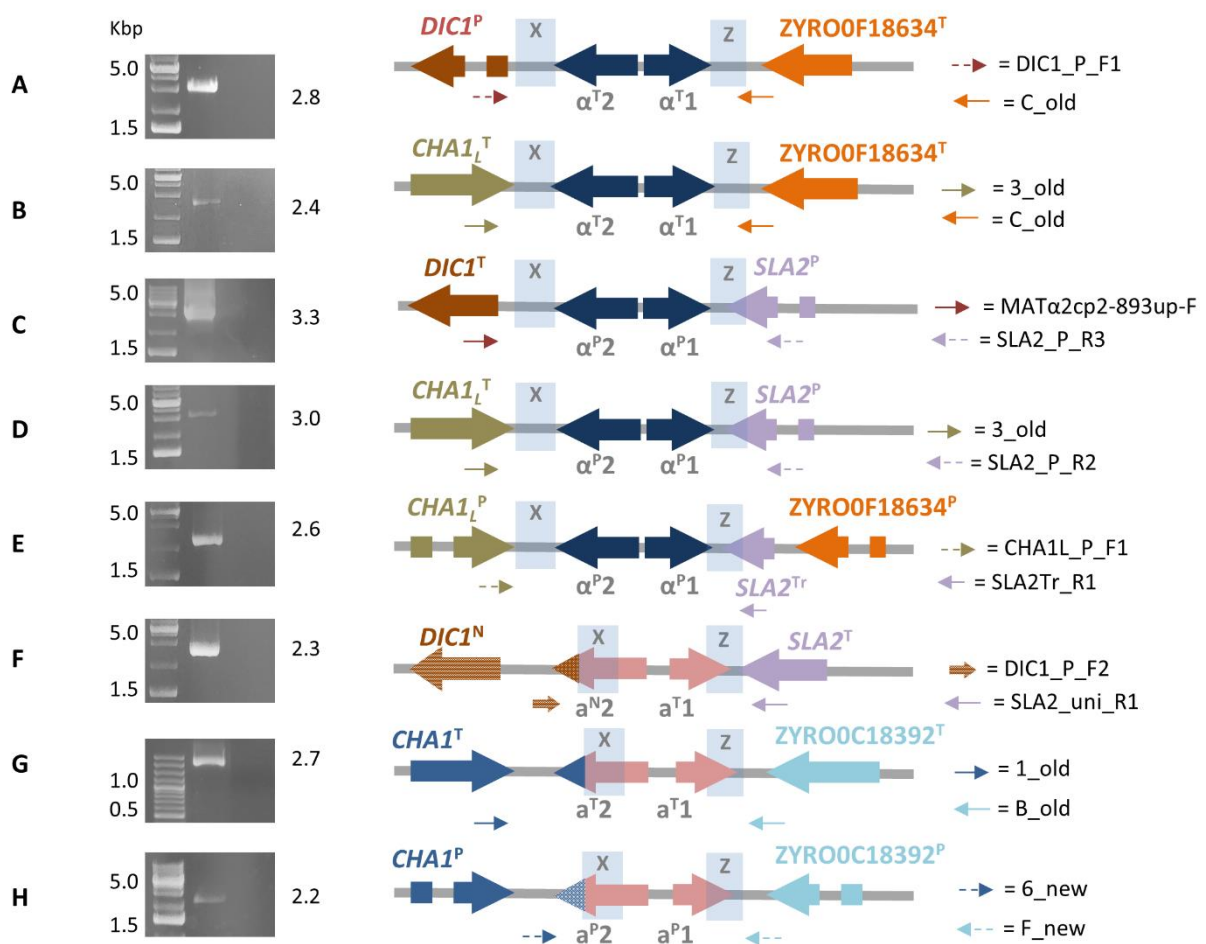 Kbp
DIC1ᴾ X Z ZYRO0F18634ᵀ
A 5.0 2.8 = DIC1_P_F1
1.5 αᵀ2 αᵀ1 = C_old
CHA1_Lᵀ X Z ZYRO0F18634ᵀ
B 5.0 2.4 = 3_old
1.5 αᵀ2 αᵀ1 = C_old
DIC1ᵀ X Z SLA2ᴾ
C 5.0 3.3 = MATα2cp2-893up-F
1.5 αᴾ2 αᴾ1 = SLA2_P_R3
CHA1_Lᵀ X Z SLA2ᴾ
D 5.0 3.0 = 3_old
1.5 αᴾ2 αᴾ1 = SLA2_P_R2
CHA1_Lᴾ X Z ZYRO0F18634ᴾ
E 5.0 2.6 = CHA1L_P_F1
1.5 αᴾ2 αᴾ1 SLA2ᵀʳ = SLA2Tr_R1
DIC1ᴺ X Z SLA2ᵀ
F 5.0 2.3 = DIC1_P_F2
1.5 aᴺ2 aᵀ1 = SLA2_uni_R1
CHA1ᵀ X Z ZYRO0C18392ᵀ
G 1.0 2.7 = 1_old
0.5 aᵀ2 aᵀ1 = B_old
CHA1ᴾ X Z ZYRO0C18392ᴾ
H 5.0 2.2 = 6_new
1.5 aᴾ2 aᴾ1 = F_new